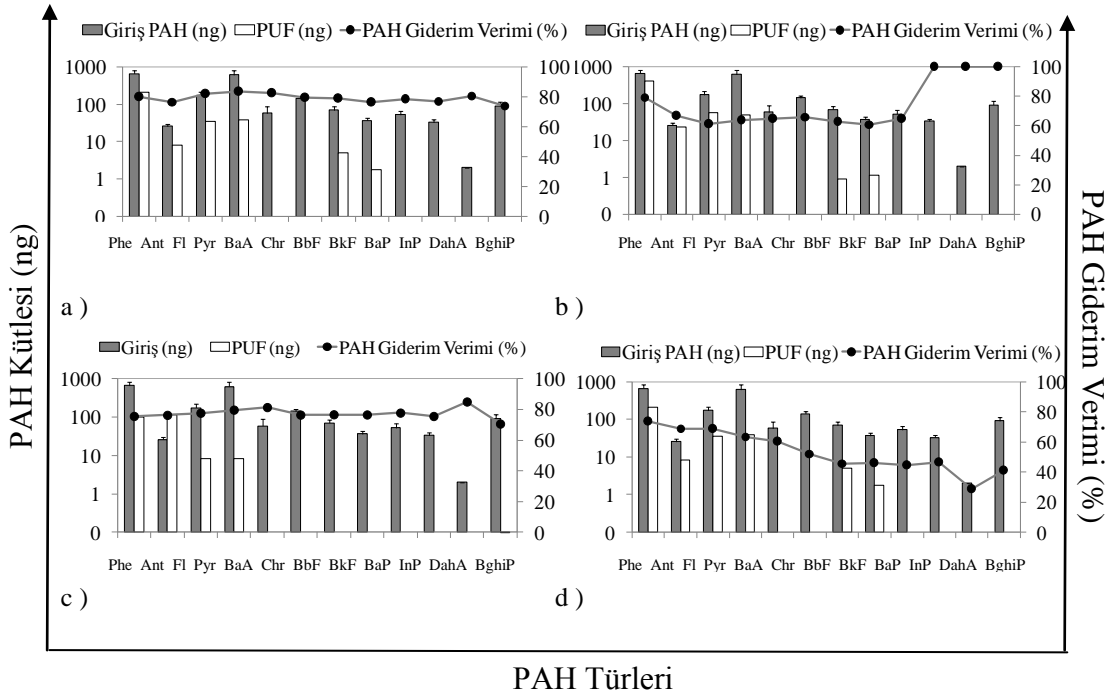 Giriş PAH (ng) PUF (ng) PAH Giderim Verimi (%)
1000 100
100 80
10 60
1 40
0 20
0
Phe Ant Fl Pyr BaA Chr BbF BkF BaP InP DahA BghiP
a )
Giriş PAH (ng) PUF (ng) PAH Giderim Verimi (%)
1000 100
100 80
10 60
1 40
0 20
0
Phe Ant Fl Pyr BaA Chr BbF BkF BaP InP DahA BghiP
b )
Giriş (ng) PUF (ng) PAH Giderim Verimi (%)
1000 100
100 80
10 60
1 40
0 20
0
Phe Ant Fl Pyr BaA Chr BbF BkF BaP InP DahA BghiP
c )
Giriş PAH (ng) PUF (ng) PAH Giderim Verimi (%)
1000 100
100 80
10 60
1 40
0 20
0
Phe Ant Fl Pyr BaA Chr BbF BkF BaP InP DahA BghiP
d )
PAH Kütlesi (ng)
PAH Giderim Verimi (%)
PAH Türleri